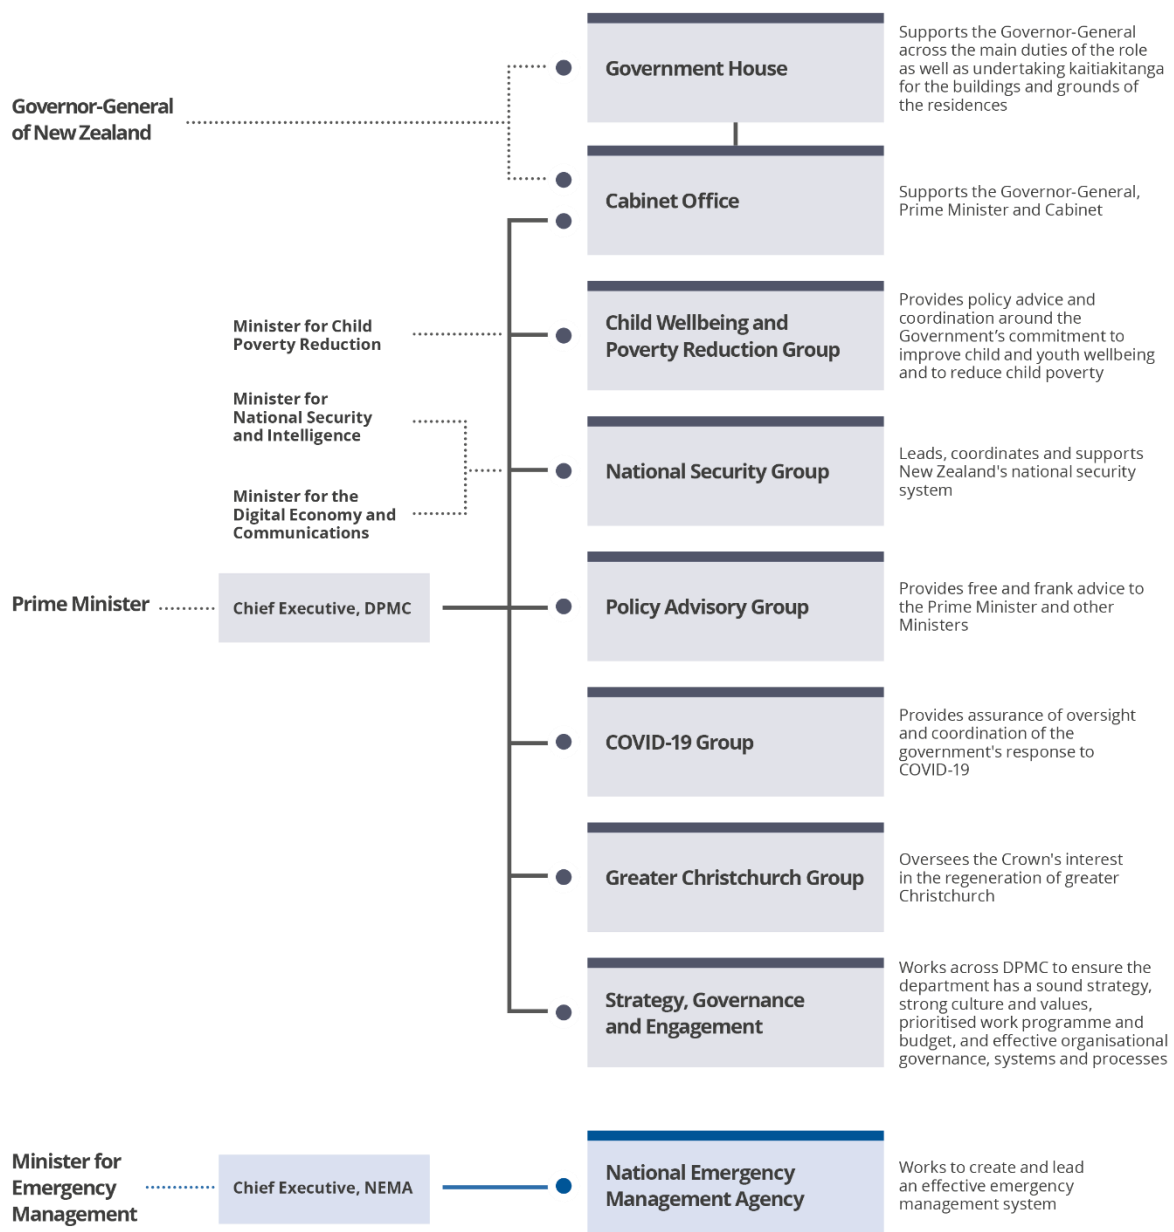 Governor-General
of New Zealand
Government House
Supports the Governor-General
across the main duties of the role
as well as undertaking kaitiakitanga
for the buildings and grounds of
the residences
Cabinet Office
Supports the Governor-General,
Prime Minister and Cabinet
Minister for Child
Poverty Reduction
Child Wellbeing and
Poverty Reduction Group
Provides policy advice and
coordination around the
Government’s commitment to
improve child and youth wellbeing
and to reduce child poverty
Minister for
National Security
and Intelligence
Minister for the
Digital Economy and
Communications
National Security Group
Leads, coordinates and supports
New Zealand's national security
system
Prime Minister
Chief Executive, DPMC
Policy Advisory Group
Provides free and frank advice to
the Prime Minister and other
Ministers
COVID-19 Group
Provides assurance of oversight
and coordination of the
government's response to
COVID-19
Greater Christchurch Group
Oversees the Crown's interest
in the regeneration of greater
Christchurch
Strategy, Governance
and Engagement
Works across DPMC to ensure the
department has a sound strategy,
strong culture and values,
prioritised work programme and
budget, and effective organisational
governance, systems and processes
Minister for
Emergency
Management
Chief Executive, NEMA
National Emergency
Management Agency
Works to create and lead
an effective emergency
management system